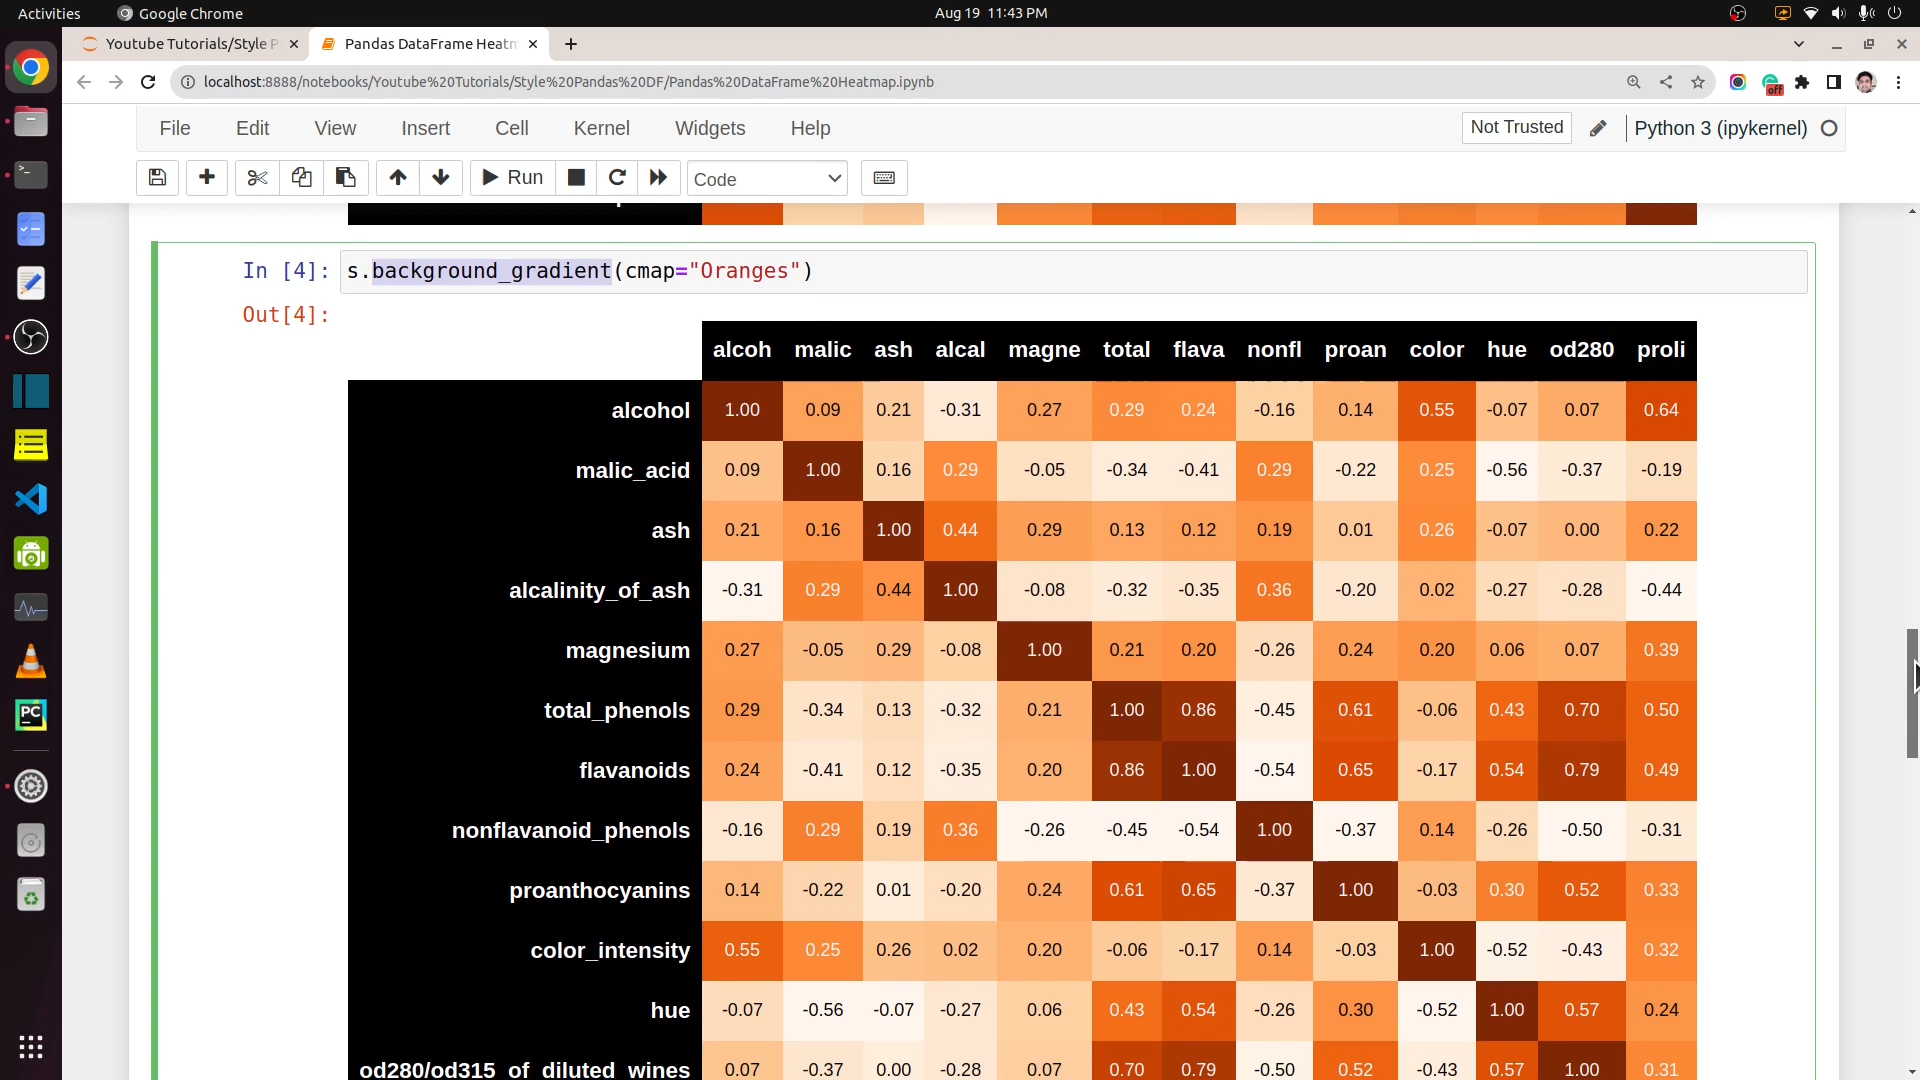 Activities Google Chrome Aug 19 11:43 PM
Youtube Tutorials/Style P Pandas DataFrame Heatm
localhost:8888/notebooks/Youtube%20Tutorials/Style%20Pandas%20DF/Pandas%20DataFrame%20Heatmap.ipynb
off
File Edit View Insert Cell Kernel Widgets Help Not Trusted Python 3 (ipykernel)
Run Code
In [4]: s.background_gradient(cmap="Oranges")
Out[4]:
alcoh malic ash alcal magne total flava nonfl proan color hue od280 proli
alcohol 1.00 0.09 0.21 -0.31 0.27 0.29 0.24 -0.16 0.14 0.55 -0.07 0.07 0.64
malic_acid 0.09 1.00 0.16 0.29 -0.05 -0.34 -0.41 0.29 -0.22 0.25 -0.56 -0.37 -0.19
ash 0.21 0.16 1.00 0.44 0.29 0.13 0.12 0.19 0.01 0.26 -0.07 0.00 0.22
alcalinity_of_ash -0.31 0.29 0.44 1.00 -0.08 -0.32 -0.35 0.36 -0.20 0.02 -0.27 -0.28 -0.44
magnesium 0.27 -0.05 0.29 -0.08 1.00 0.21 0.20 -0.26 0.24 0.20 0.06 0.07 0.39
total_phenols 0.29 -0.34 0.13 -0.32 0.21 1.00 0.86 -0.45 0.61 -0.06 0.43 0.70 0.50
flavanoids 0.24 -0.41 0.12 -0.35 0.20 0.86 1.00 -0.54 0.65 -0.17 0.54 0.79 0.49
nonflavanoid_phenols -0.16 0.29 0.19 0.36 -0.26 -0.45 -0.54 1.00 -0.37 0.14 -0.26 -0.50 -0.31
proanthocyanins 0.14 -0.22 0.01 -0.20 0.24 0.61 0.65 -0.37 1.00 -0.03 0.30 0.52 0.33
color_intensity 0.55 0.25 0.26 0.02 0.20 -0.06 -0.17 0.14 -0.03 1.00 -0.52 -0.43 0.32
hue -0.07 -0.56 -0.07 -0.27 0.06 0.43 0.54 -0.26 0.30 -0.52 1.00 0.57 0.24
od280/od315_of_diluted_wines 0.07 -0.37 0.00 -0.28 0.07 0.70 0.79 -0.50 0.52 -0.43 0.57 1.00 0.31
PC